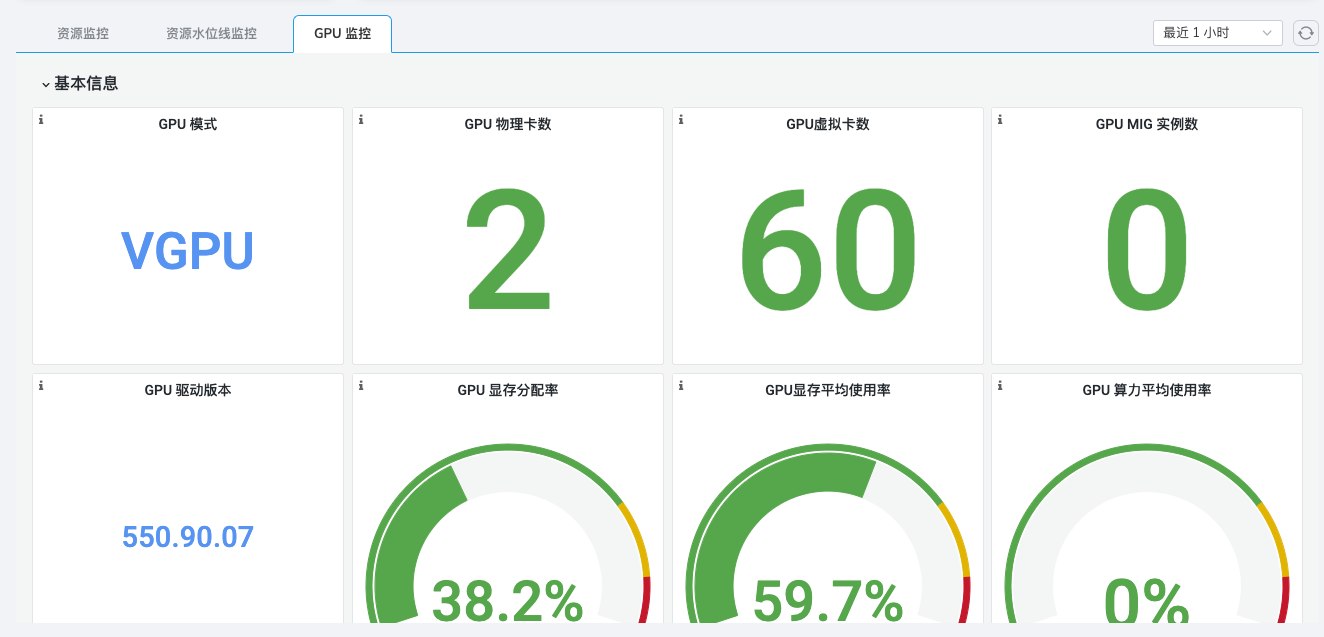 资源监控 资源水位线监控 GPU 监控 最近 1 小时
基本信息
GPU 模式
VGPU
GPU 物理卡数
2
GPU虚拟卡数
60
GPU MIG 实例数
0
GPU 驱动版本
550.90.07
GPU 显存分配率
38.2%
GPU显存平均使用率
59.7%
GPU 算力平均使用率
0%